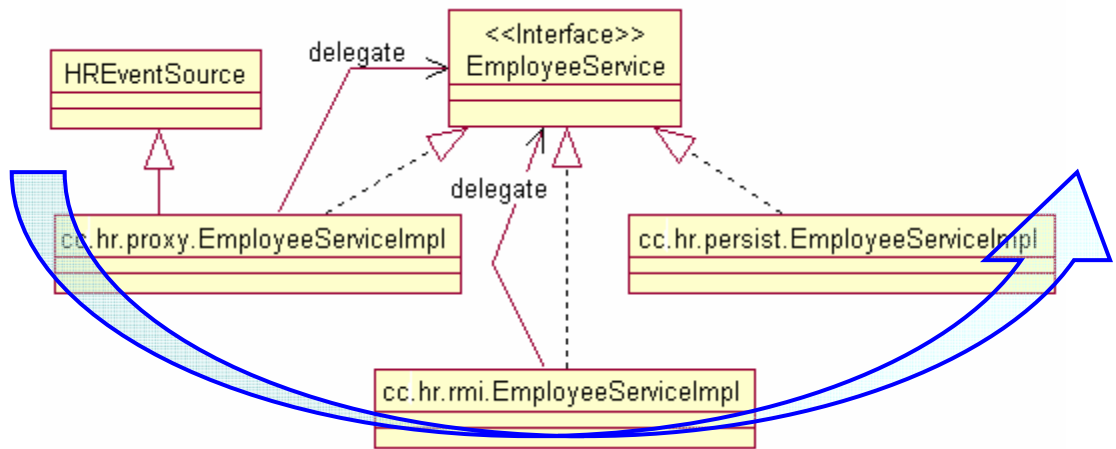 <<Interface>>
EmployeeService
delegate
HREventSource
delegate
cc.hr.proxy.EmployeeServiceImpl
cc.hr.persist.EmployeeServiceImpl
cc.hr.rmi.EmployeeServiceImpl